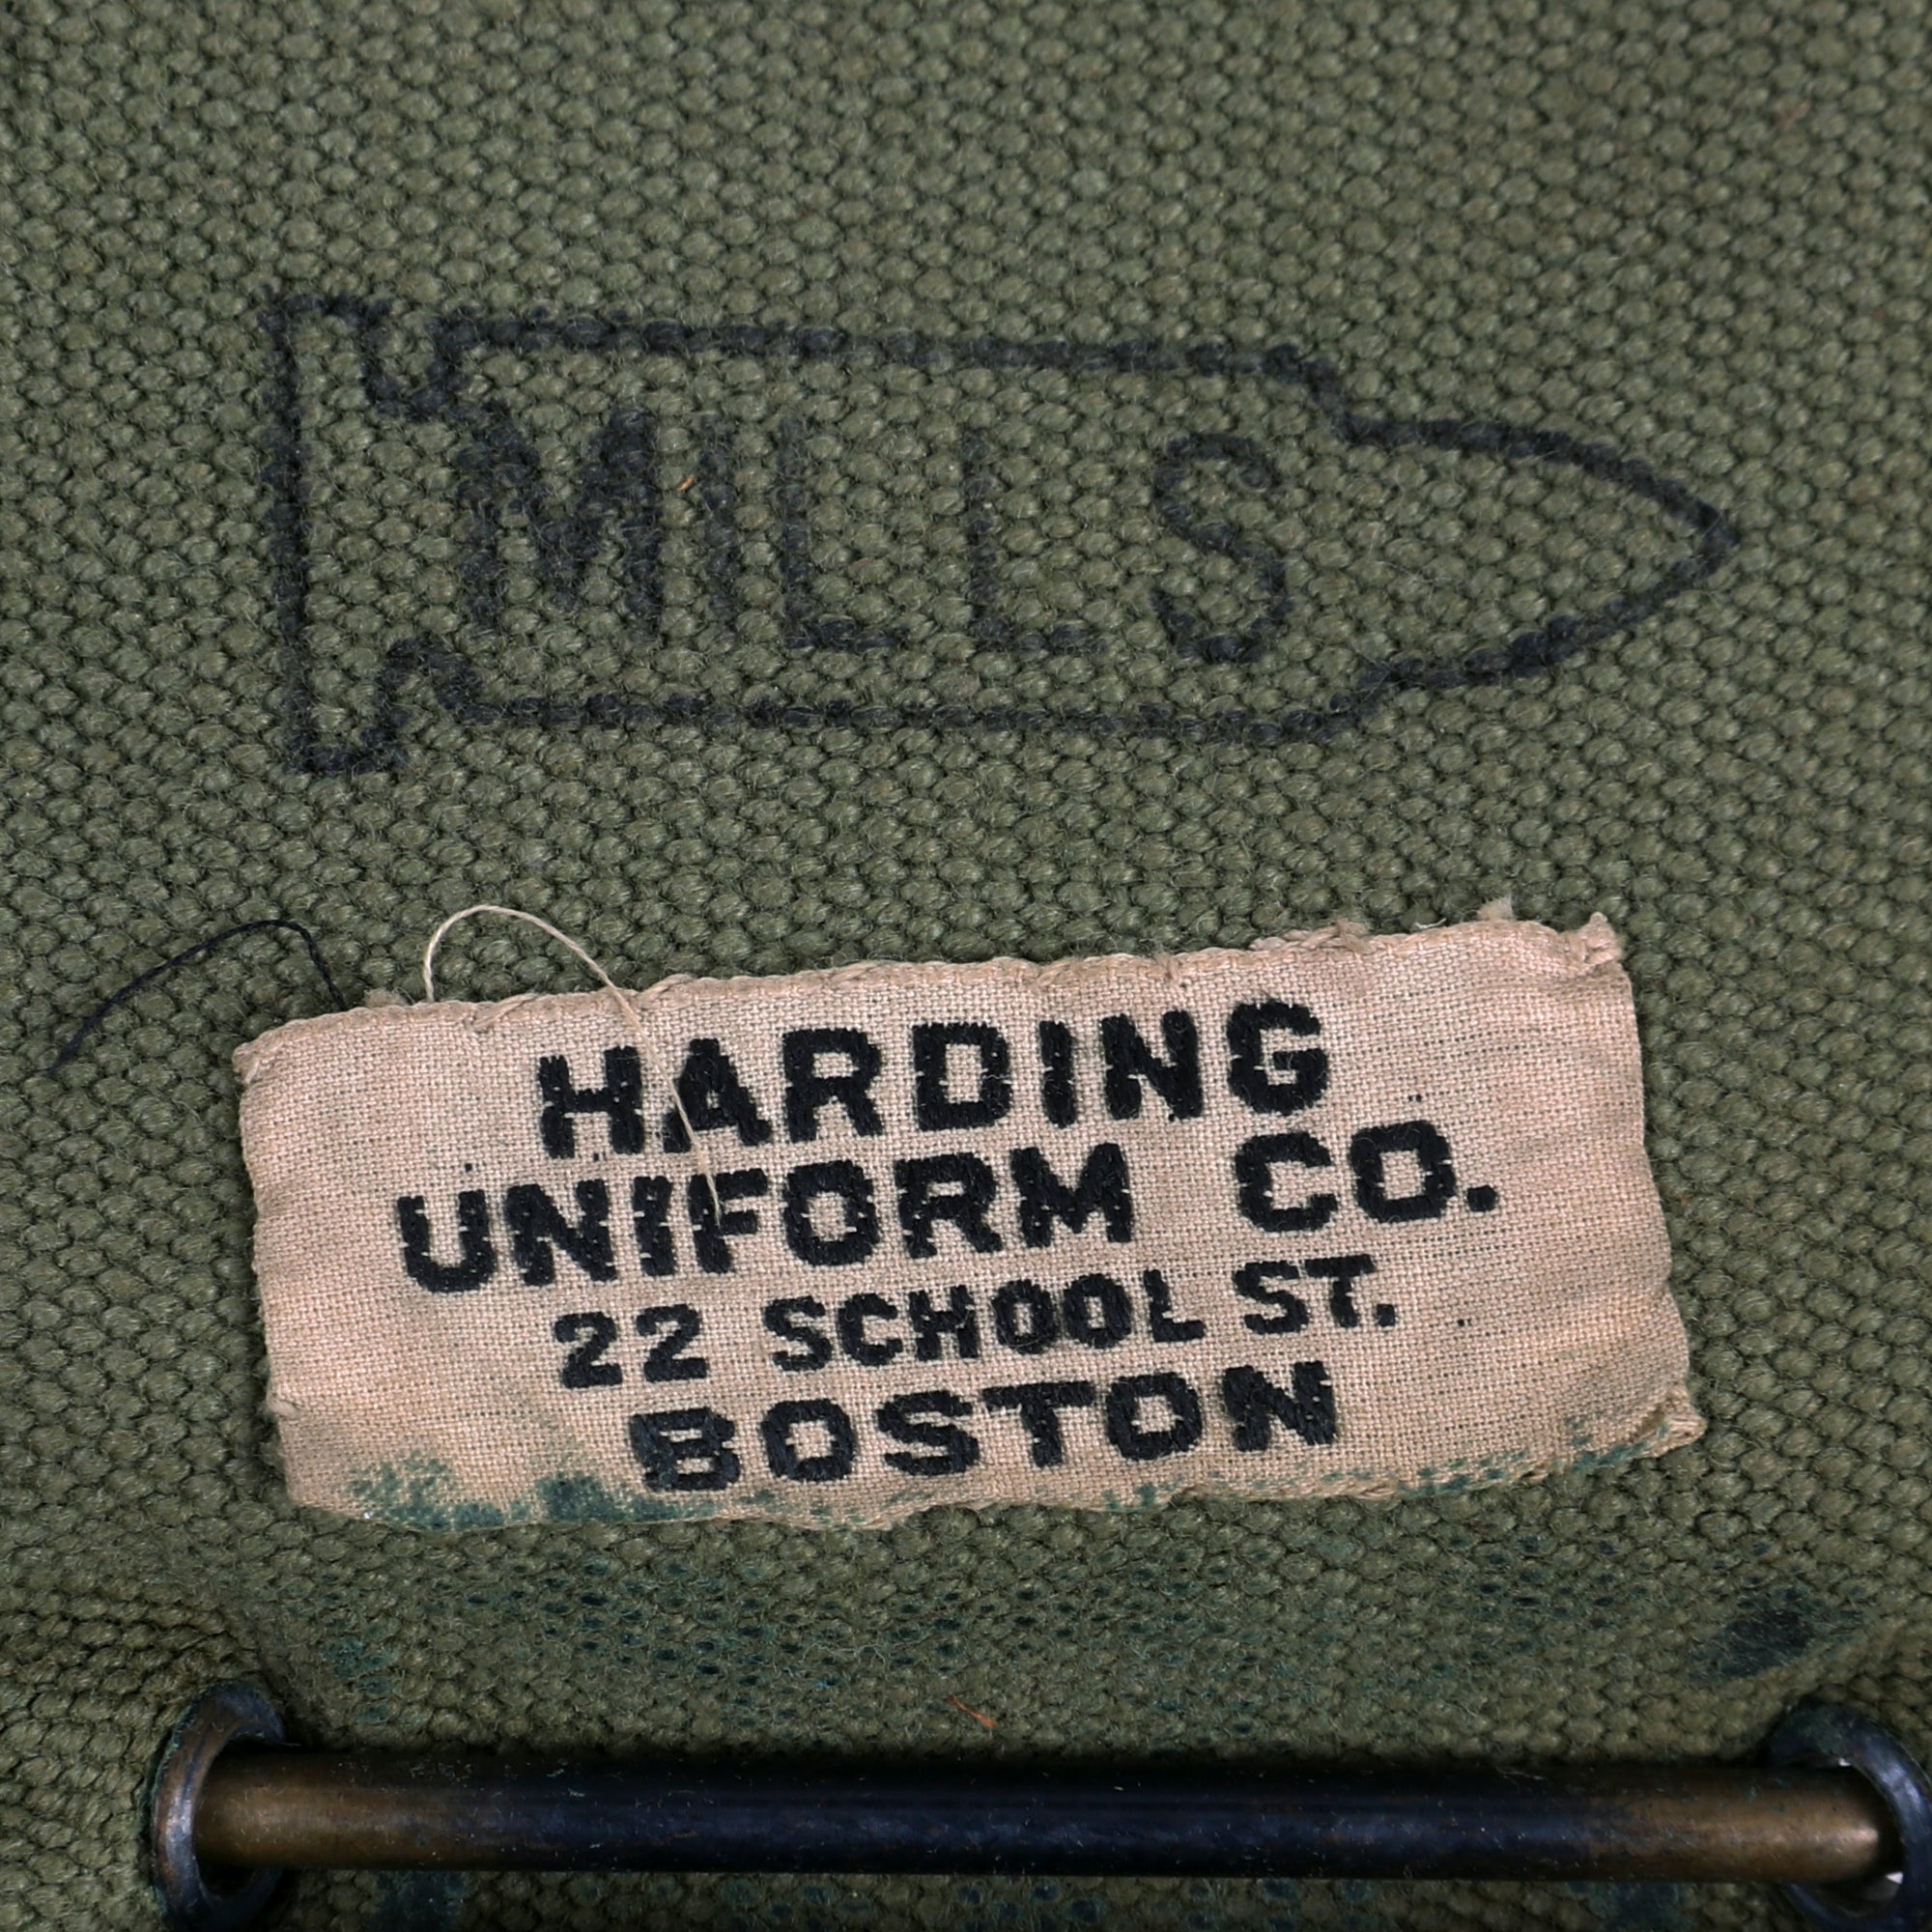 MILLS
HARDING
UNIFORM CO.
22 SCHOOL ST.
BOSTON